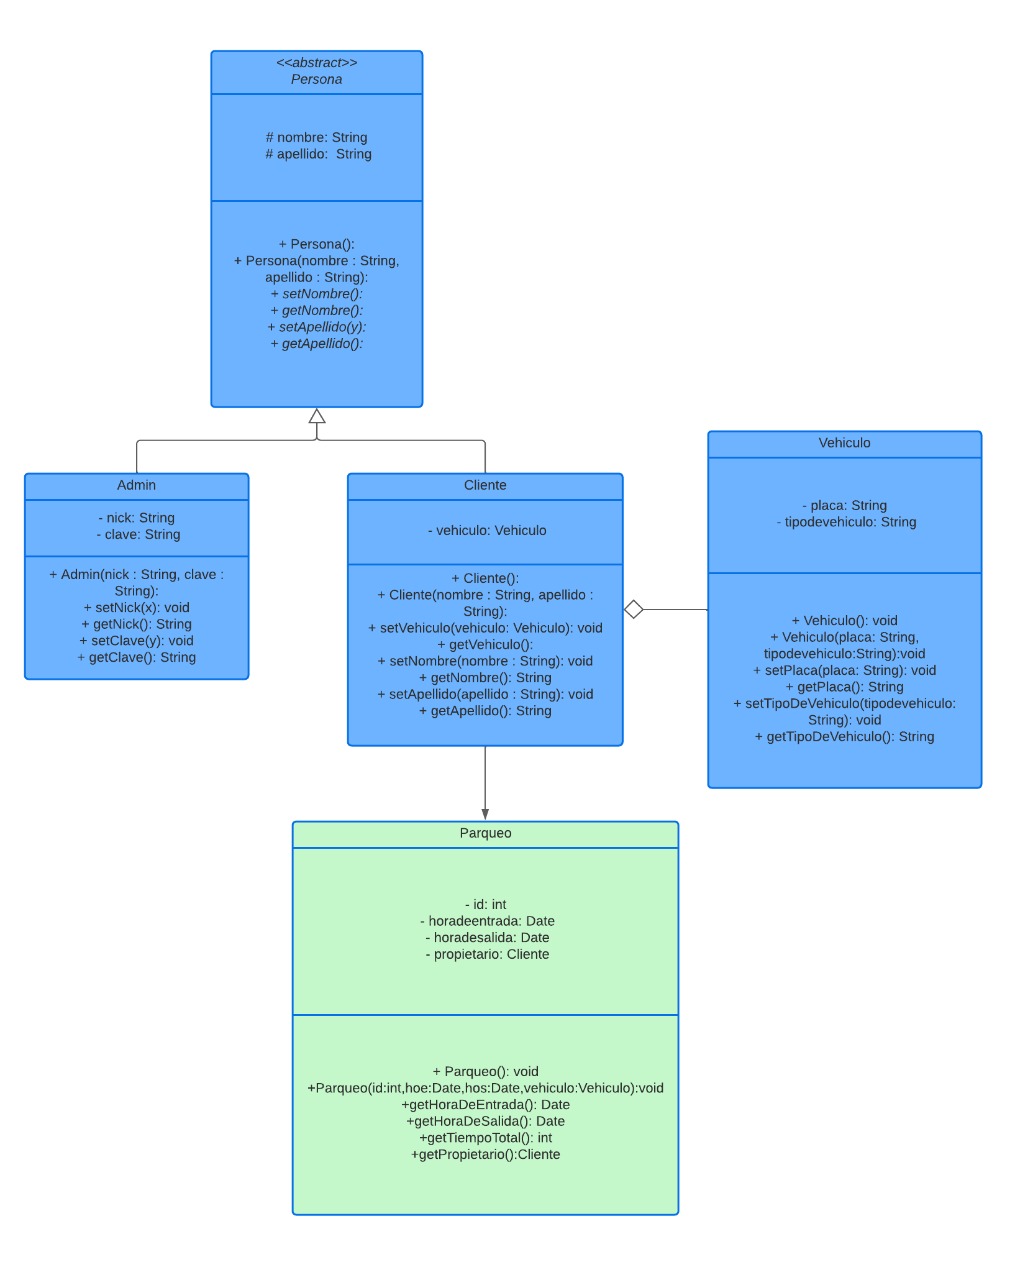 <<abstract>>
Persona
# nombre: String
# apellido:  String
+ Persona():
+ Persona(nombre : String,
apellido : String):
+ setNombre():
+ getNombre():
+ setApellido(y):
+ getApellido():
Admin
- nick: String
- clave: String
+ Admin(nick : String, clave :
String):
+ setNick(x): void
+ getNick(): String
+ setClave(y): void
+ getClave(): String
Cliente
- vehiculo: Vehiculo
+ Cliente():
+ Cliente(nombre : String, apellido :
String):
+ setVehiculo(vehiculo: Vehiculo): void
+ getVehiculo():
+ setNombre(nombre : String): void
+ getNombre(): String
+ setApellido(apellido : String): void
+ getApellido(): String
Vehiculo
- placa: String
- tipodevehiculo: String
+ Vehiculo(): void
+ Vehiculo(placa: String,
tipodevehiculo:String):void
+ setPlaca(placa: String): void
+ getPlaca(): String
+ setTipoDeVehiculo(tipodevehiculo:
String): void
+ getTipoDeVehiculo(): String
Parqueo
- id: int
- horadeentrada: Date
- horadesalida: Date
- propietario: Cliente
+ Parqueo(): void
+Parqueo(id:int,hoe:Date,hos:Date,vehiculo:Vehiculo):void
+getHoraDeEntrada(): Date
+getHoraDeSalida(): Date
+getTiempoTotal(): int
+getPropietario():Cliente